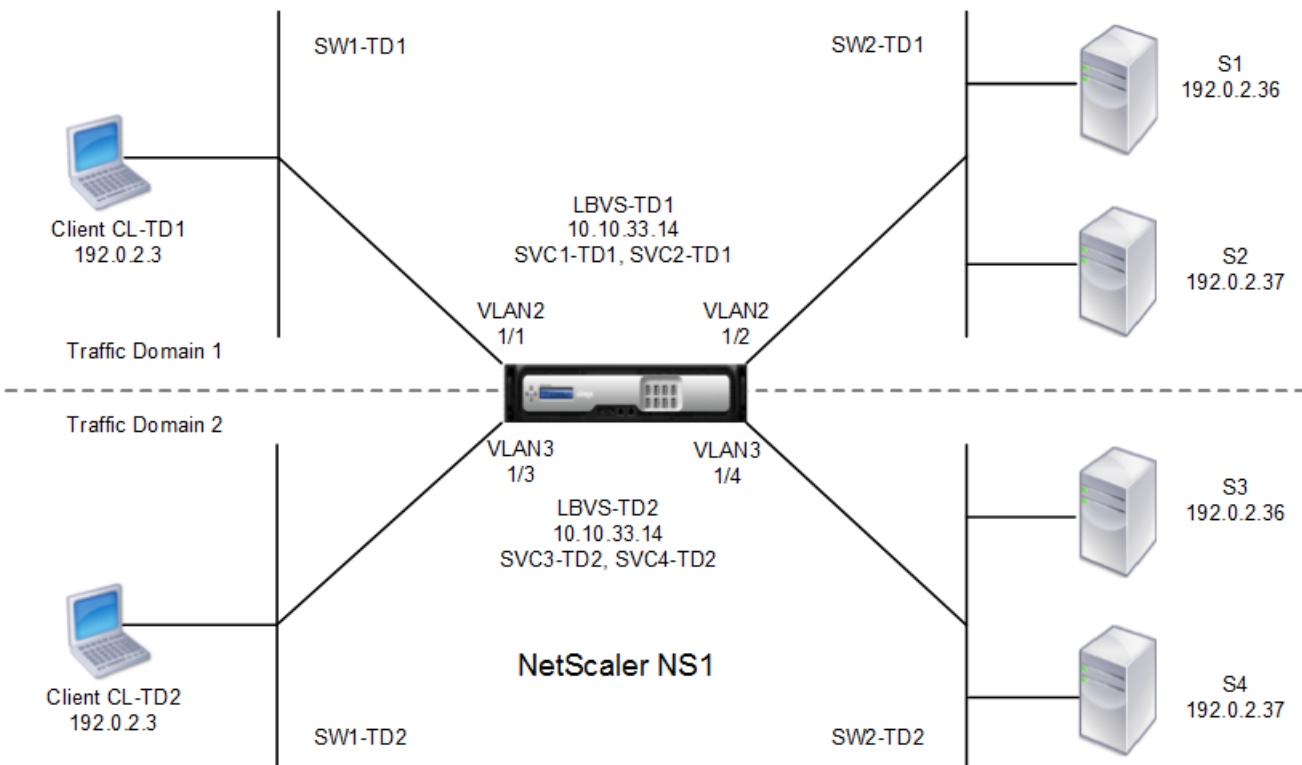 SW1-TD1
SW2-TD1
S1
192.0.2.36
Client CL-TD1
192.0.2.3
LBVS-TD1
10.10.33.14
SVC1-TD1, SVC2-TD1
S2
192.0.2.37
VLAN2
1/1
VLAN2
1/2
Traffic Domain 1
Traffic Domain 2
VLAN3
1/3
VLAN3
1/4
LBVS-TD2
10.10.33.14
SVC3-TD2, SVC4-TD2
S3
192.0.2.36
Client CL-TD2
192.0.2.3
NetScaler NS1
S4
192.0.2.37
SW1-TD2
SW2-TD2